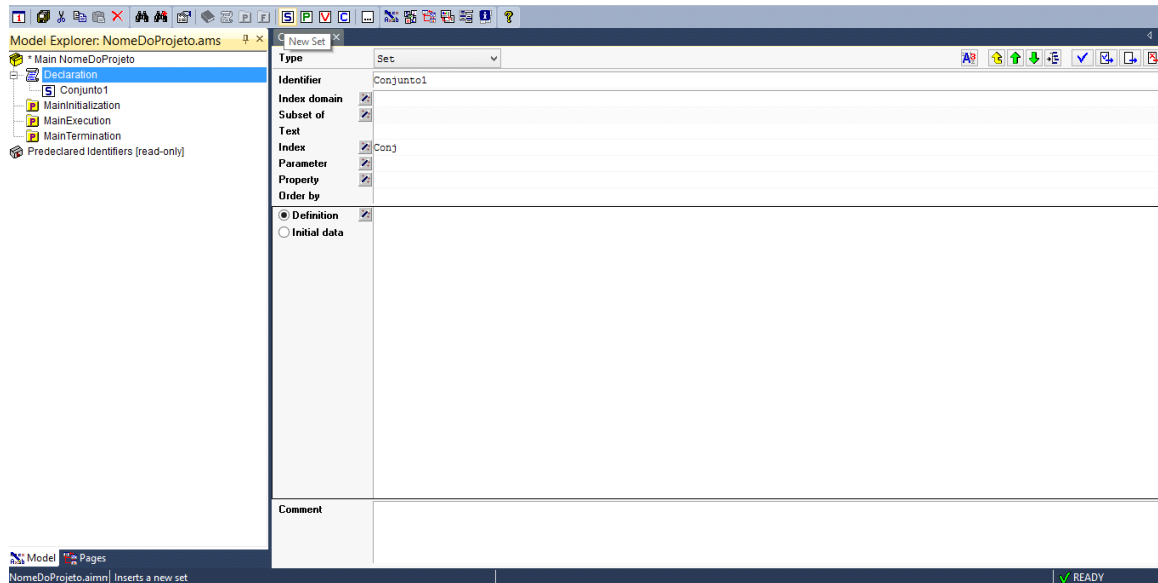 1 S P V C ... ?
Model Explorer: NomeDoProjeto.ams
* Main NomeDoProjeto
Declaration
S Conjunto1
P MainInitialization
P MainExecution
P MainTermination
Predeclared Identifiers [read-only]
Model Pages
New Set
Type Set
Identifier Conjunto1
Index domain
Subset of
Text
Index Conj
Parameter
Property
Order by
Definition
Initial data
Comment
NomeDoProjeto.aimn Inserts a new set READY